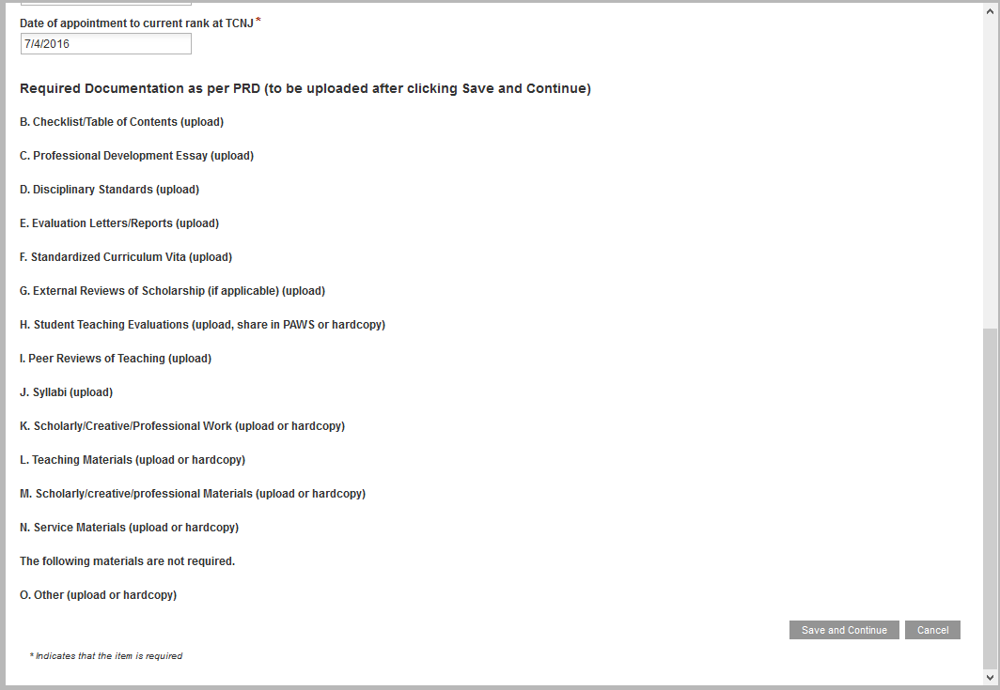 Date of appointment to current rank at TCNJ *
7/4/2016
Required Documentation as per PRD (to be uploaded after clicking Save and Continue)
B. Checklist/Table of Contents (upload)
C. Professional Development Essay (upload)
D. Disciplinary Standards (upload)
E. Evaluation Letters/Reports (upload)
F. Standardized Curriculum Vita (upload)
G. External Reviews of Scholarship (if applicable) (upload)
H. Student Teaching Evaluations (upload, share in PAWS or hardcopy)
I. Peer Reviews of Teaching (upload)
J. Syllabi (upload)
K. Scholarly/Creative/Professional Work (upload or hardcopy)
L. Teaching Materials (upload or hardcopy)
M. Scholarly/creative/professional Materials (upload or hardcopy)
N. Service Materials (upload or hardcopy)
The following materials are not required.
O. Other (upload or hardcopy)
Save and Continue Cancel
* Indicates that the item is required